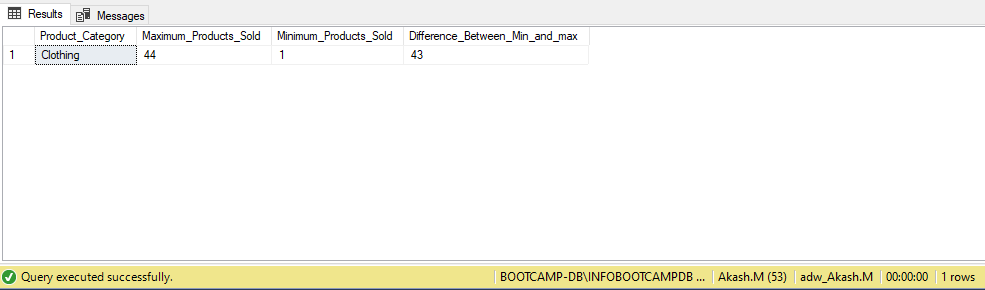 Results Messages
Product_Category Maximum_Products_Sold Minimum_Products_Sold Difference_Between_Min_and_max
1 Clothing 44 1 43
Query executed successfully. BOOTCAMP-DB\INFOBOOTCAMPDB ... Akash.M (53) adw_Akash.M 00:00:00 1 rows